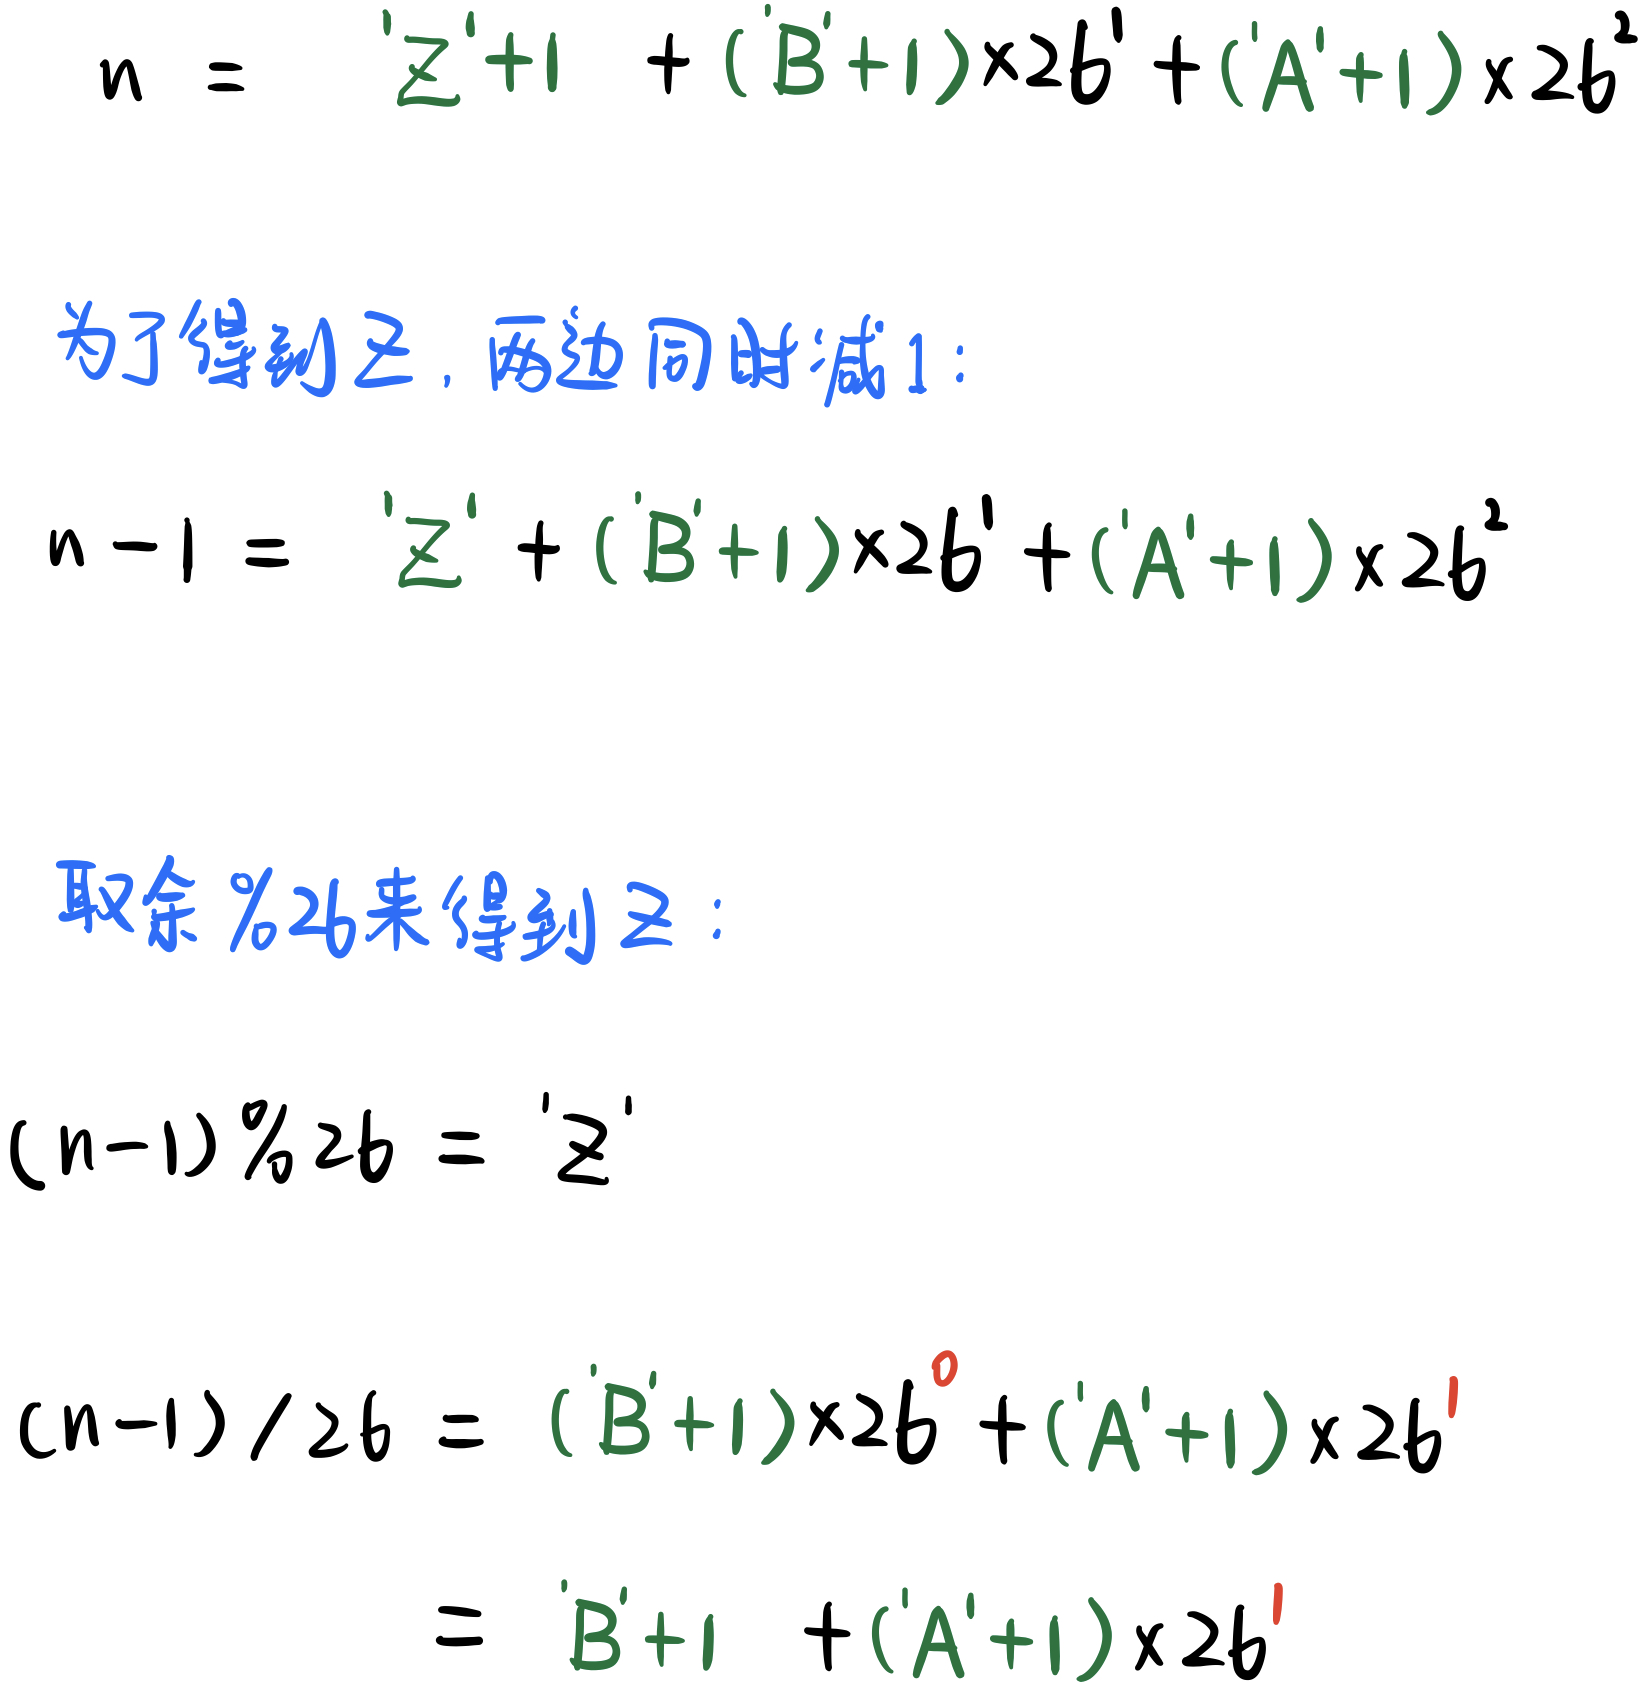 n = 'Z'+1 + ('B'+1)×26¹ + ('A'+1)×26²
为了得到Z，两边同时减1：
n-1 = 'Z' + ('B'+1)×26¹ + ('A'+1)×26²
取余%26来得到Z：
(n-1)%26 = 'Z'
(n-1)/26 = ('B'+1)×26⁰ + ('A'+1)×26¹
= 'B'+1 + ('A'+1)×26¹